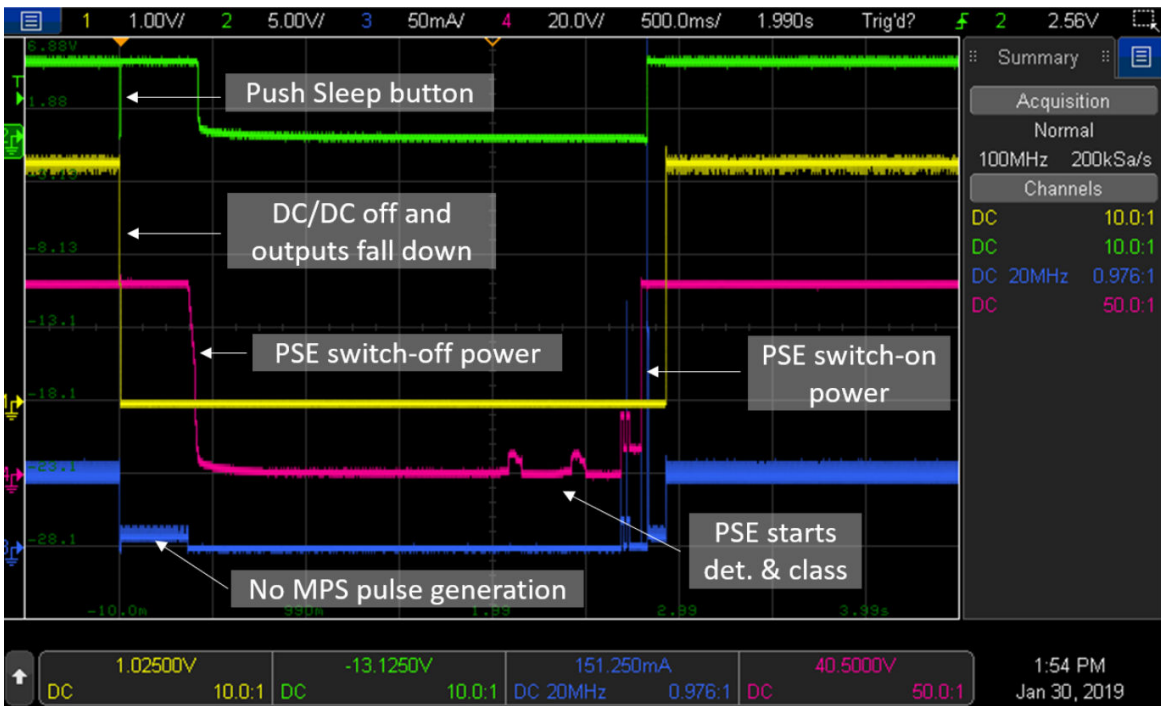 1 1.00V/ 2 5.00V/ 3 50mA/ 4 20.0V/ 500.0ms/ 1.990s Trig'd? 2 2.56V
6.88V
Summary
T
Push Sleep button
1.88
Acquisition
Normal
2
100MHz 200kSa/s
Channels
DC/DC off and
outputs fall down
DC 10.0:1
DC 10.0:1
-8.13
DC 20MHz 0.976:1
DC 50.0:1
-13.1
PSE switch-off power
PSE switch-on
power
-18.1
1
-23.1
4
PSE starts
det. & class
-28.1
3
No MPS pulse generation
-10.0m 990m 1.99 2.99 3.99s
1.02500V -13.1250V 151.250mA 40.5000V
DC 10.0:1 DC 10.0:1 DC 20MHz 0.976:1 DC 50.0:1
1:54 PM
Jan 30, 2019